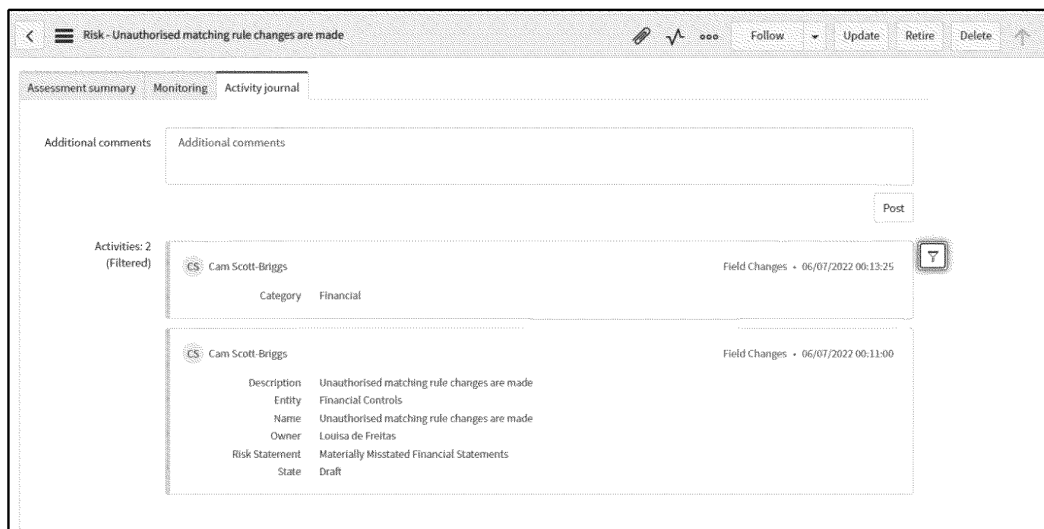 Risk - Unauthorised matching rule changes are made
Follow
Update
Retire
Delete
Assessment summary
Monitoring
Activity journal
Additional comments
Additional comments
Post
Activities: 2
(Filtered)
CS Cam Scott-Briggs
Field Changes • 06/07/2022 00:13:25
Category Financial
CS Cam Scott-Briggs
Field Changes • 06/07/2022 00:11:00
Description Unauthorised matching rule changes are made
Entity Financial Controls
Name Unauthorised matching rule changes are made
Owner Louisa de Freitas
Risk Statement Materially Misstated Financial Statements
State Draft